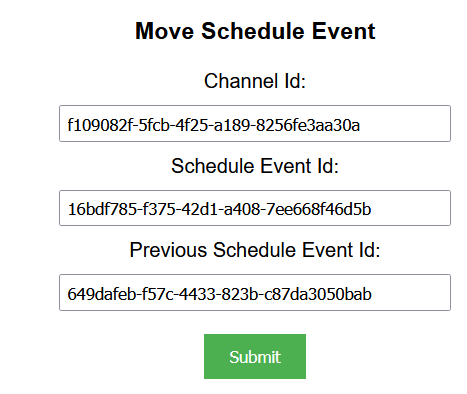 Move Schedule Event
Channel Id:
f109082f-5fcb-4f25-a189-8256fe3aa30a
Schedule Event Id:
16bdf785-f375-42d1-a408-7ee668f46d5b
Previous Schedule Event Id:
649dafeb-f57c-4433-823b-c87da3050bab
Submit